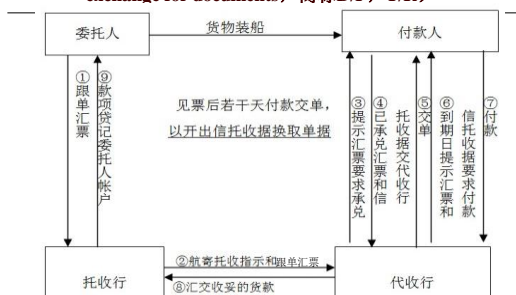 exchange for documents,
委托人
货物装船
付款人
①跟单汇票
⑨款项贷记委托人帐户
见票后若干天付款交单，
以开出信托收据换取单据
③提示汇票要求承兑
④已承兑汇票和信
托收据交代收行
⑤交单
⑥到期日提示汇票和
信托收据要求付款
⑦付款
托收行
②航寄托收指示和跟单汇票
⑧汇交收妥的货款
代收行